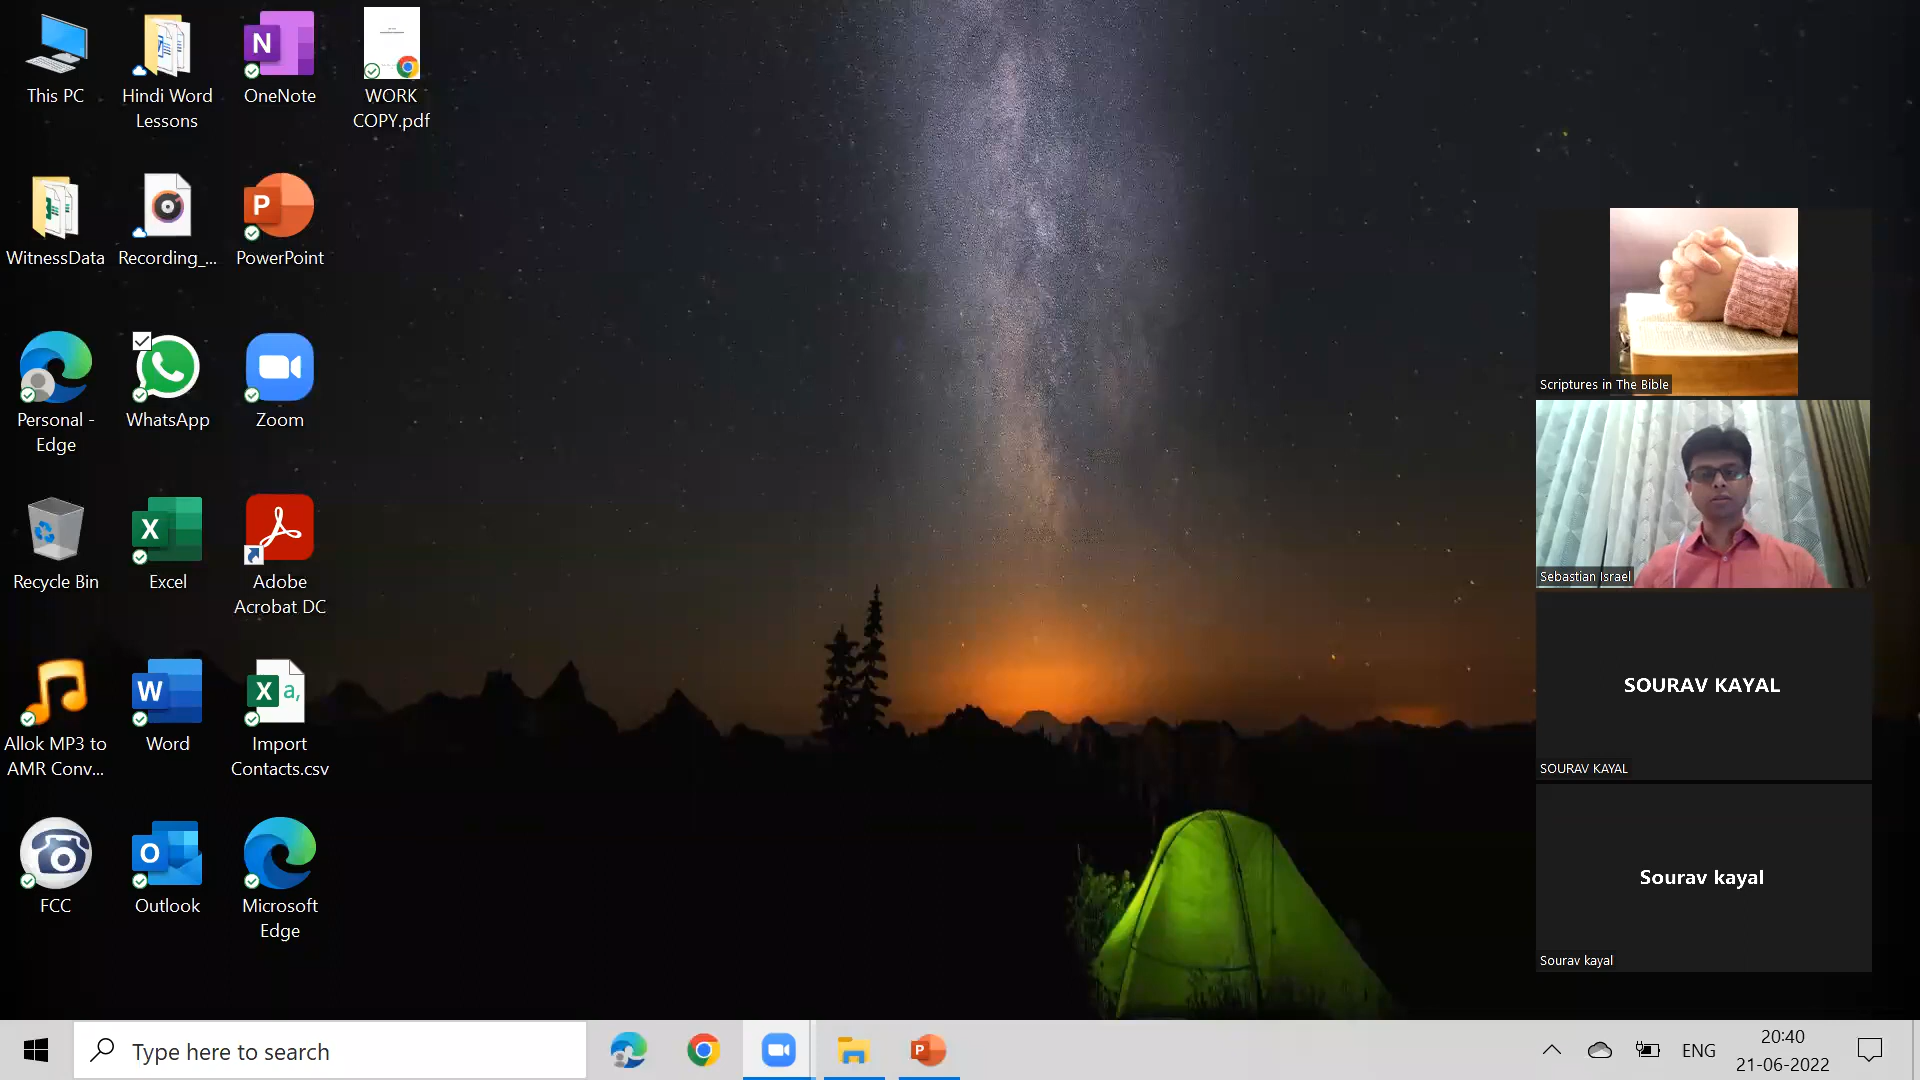 This PC
Hindi Word
Lessons
OneNote
WORK
COPY.pdf
WitnessData
Recording_...
PowerPoint
Personal -
Edge
WhatsApp
Zoom
Recycle Bin
Excel
Adobe
Acrobat DC
Allok MP3 to
AMR Conv...
Word
Import
Contacts.csv
FCC
Outlook
Microsoft
Edge
Scriptures in The Bible
Sebastian Israel
SOURAV KAYAL
SOURAV KAYAL
Sourav kayal
Sourav kayal
Type here to search
ENG
20:40
21-06-2022